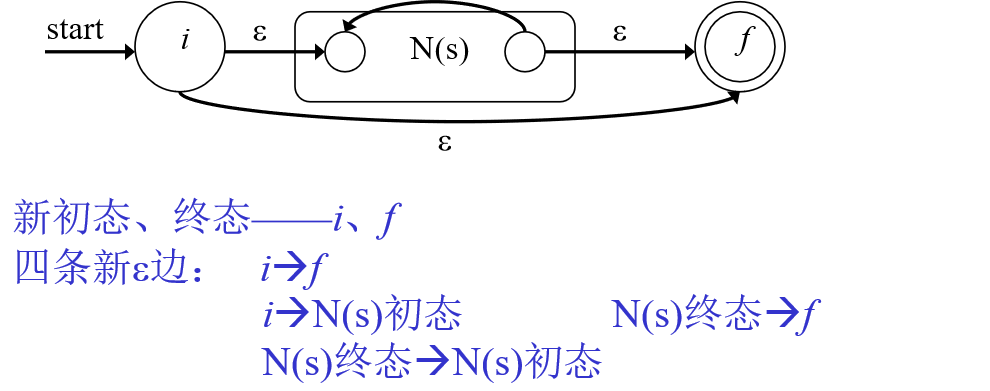 start i ε N(s) ε f
ε
新初态、终态——i、f
四条新ε边： i→f
i→N(s)初态 N(s)终态→f
N(s)终态→N(s)初态